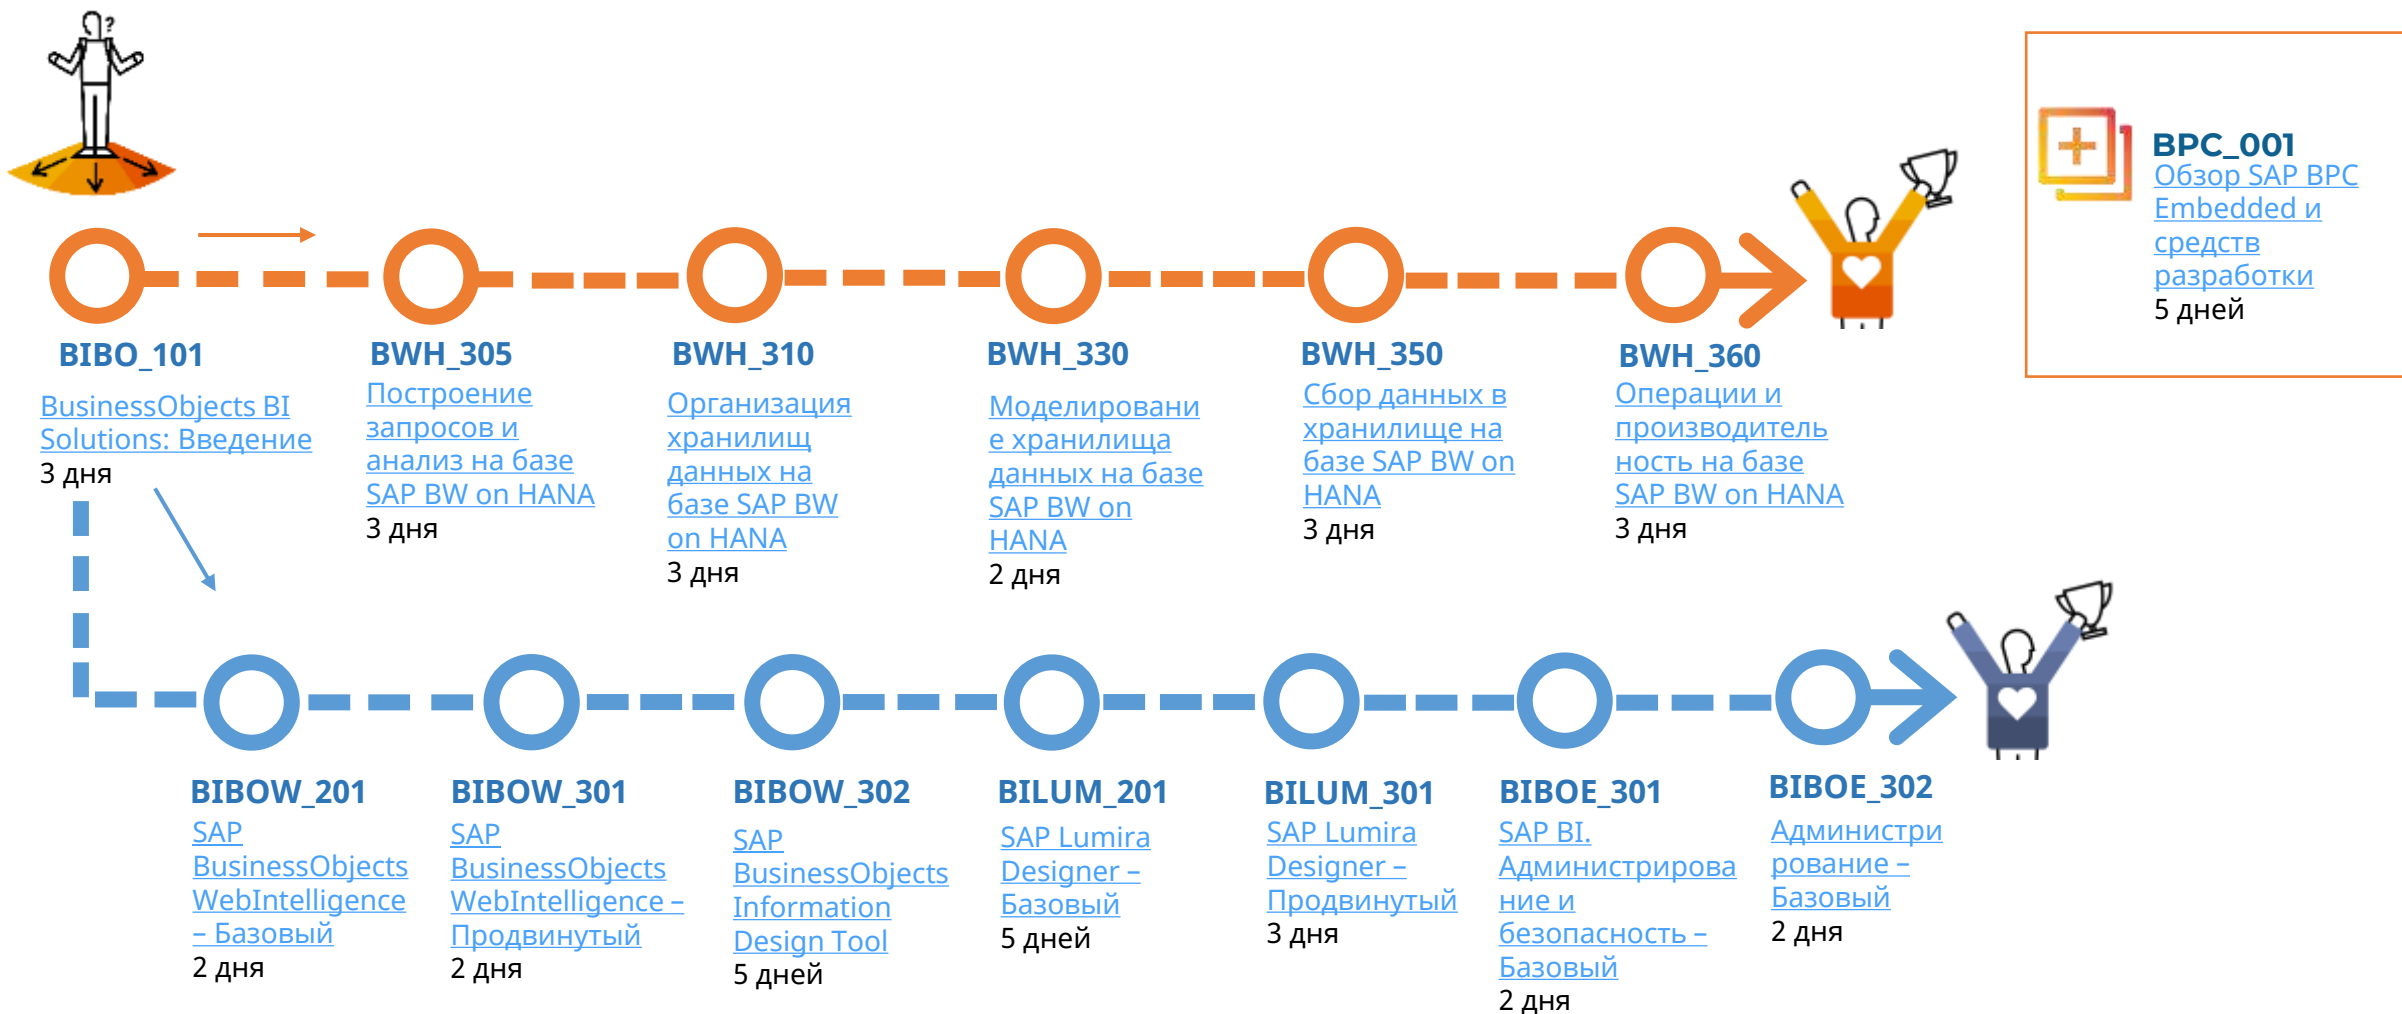 ?
BPC_001
Обзор SAP BPC
Embedded и
средств
разработки
5 дней
BIBO_101
BusinessObjects BI
Solutions: Введение
3 дня
BWH_305
Построение
запросов и
анализ на базе
SAP BW on HANA
3 дня
BWH_310
Организация
хранилищ
данных на
базе SAP BW
on HANA
3 дня
BWH_330
Моделировани
е хранилища
данных на базе
SAP BW on
HANA
2 дня
BWH_350
Сбор данных в
хранилище на
базе SAP BW on
HANA
3 дня
BWH_360
Операции и
производитель
ность на базе
SAP BW on HANA
3 дня
BIBOW_201
SAP
BusinessObjects
WebIntelligence
– Базовый
2 дня
BIBOW_301
SAP
BusinessObjects
WebIntelligence –
Продвинутый
2 дня
BIBOW_302
SAP
BusinessObjects
Information
Design Tool
5 дней
BILUM_201
SAP Lumira
Designer –
Базовый
5 дней
BILUM_301
SAP Lumira
Designer –
Продвинутый
3 дня
BIBOE_301
SAP BI.
Администрирова
ние и
безопасность –
Базовый
2 дня
BIBOE_302
Администри
рование –
Базовый
2 дня